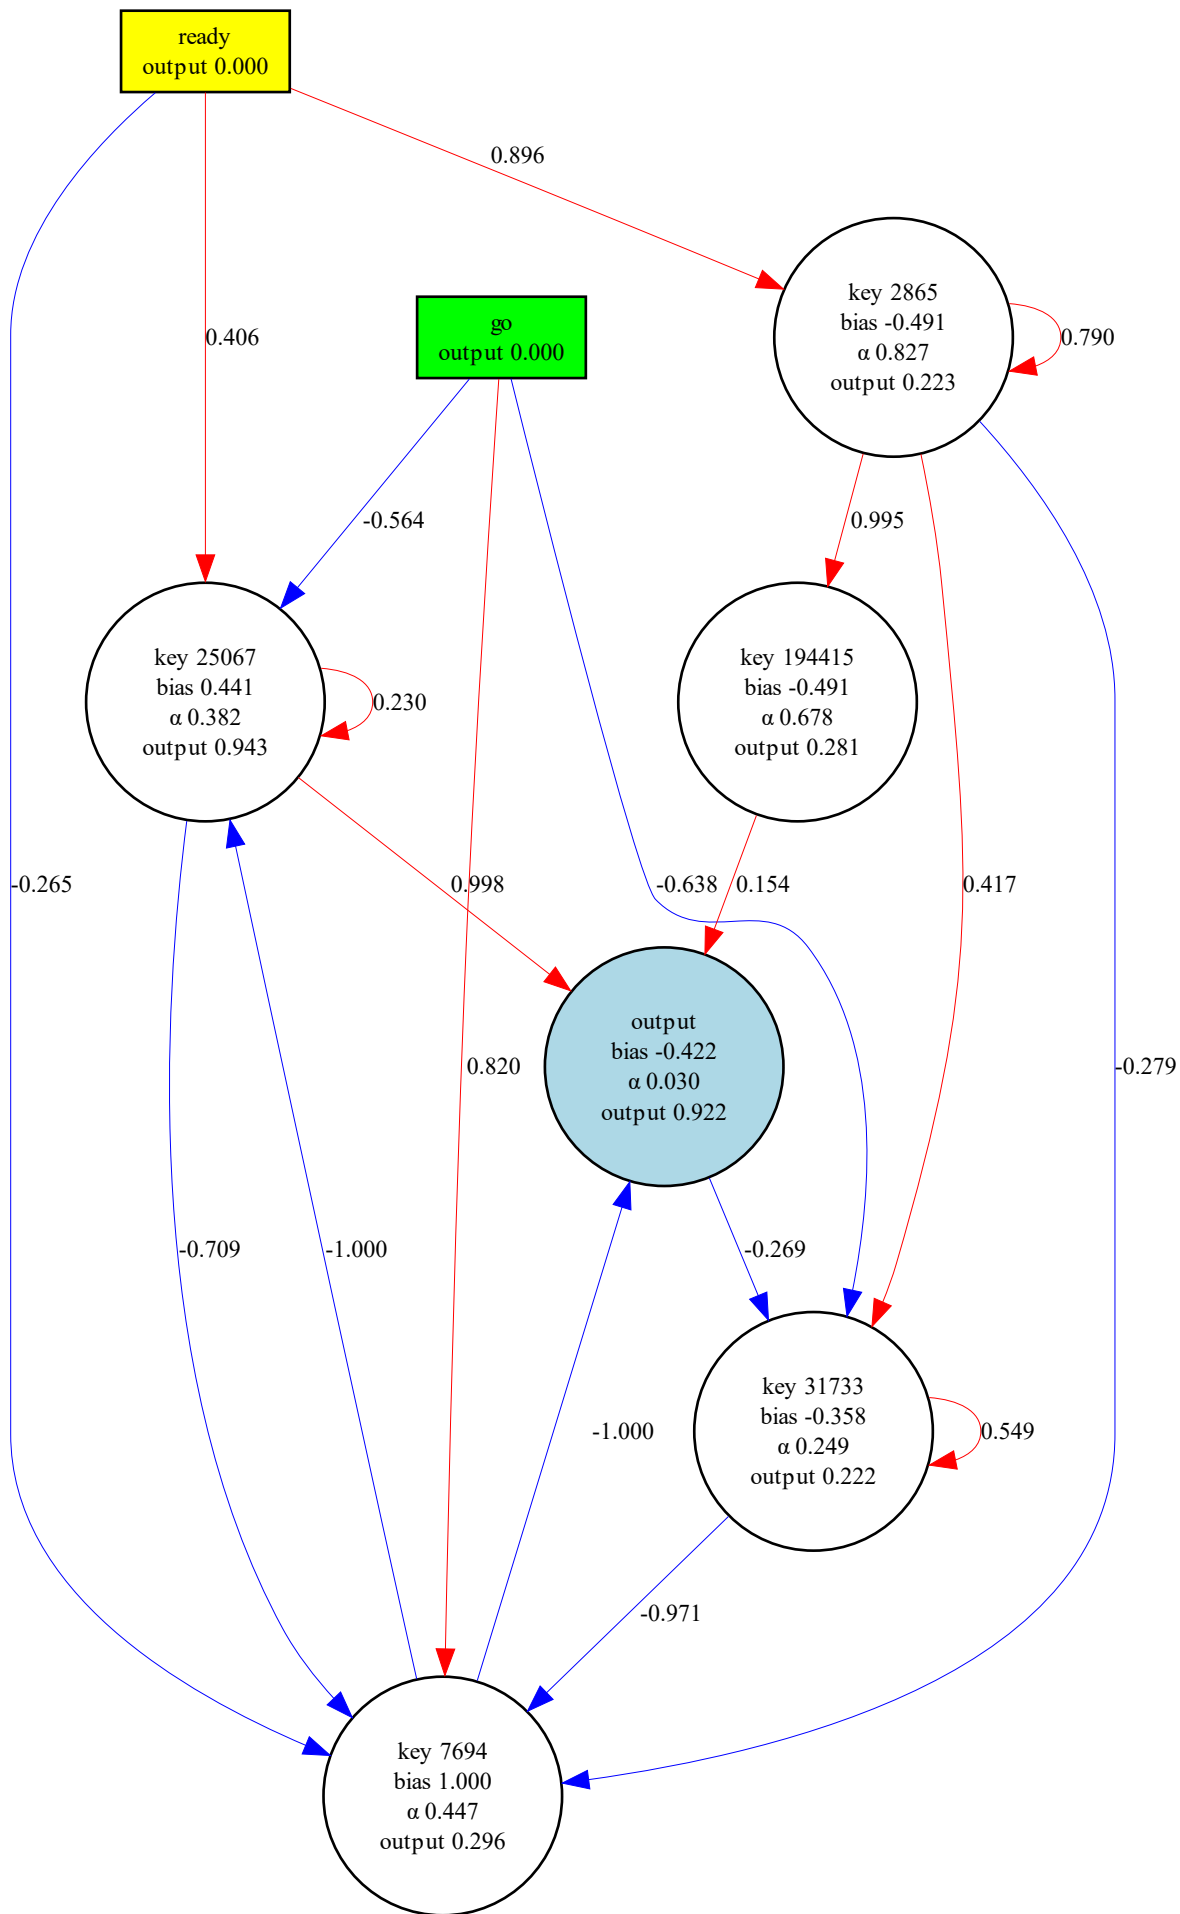 ready
output 0.000
0.896
key 2865
bias -0.491
α 0.827
output 0.223
0.790
go
output 0.000
0.406
-0.564
0.995
key 25067
bias 0.441
α 0.382
output 0.943
0.230
key 194415
bias -0.491
α 0.678
output 0.281
-0.265
0.998
-0.638
0.154
0.417
output
bias -0.422
α 0.030
output 0.922
0.820
-0.279
-0.709
-1.000
-0.269
key 31733
bias -0.358
α 0.249
output 0.222
0.549
-1.000
-0.971
key 7694
bias 1.000
α 0.447
output 0.296